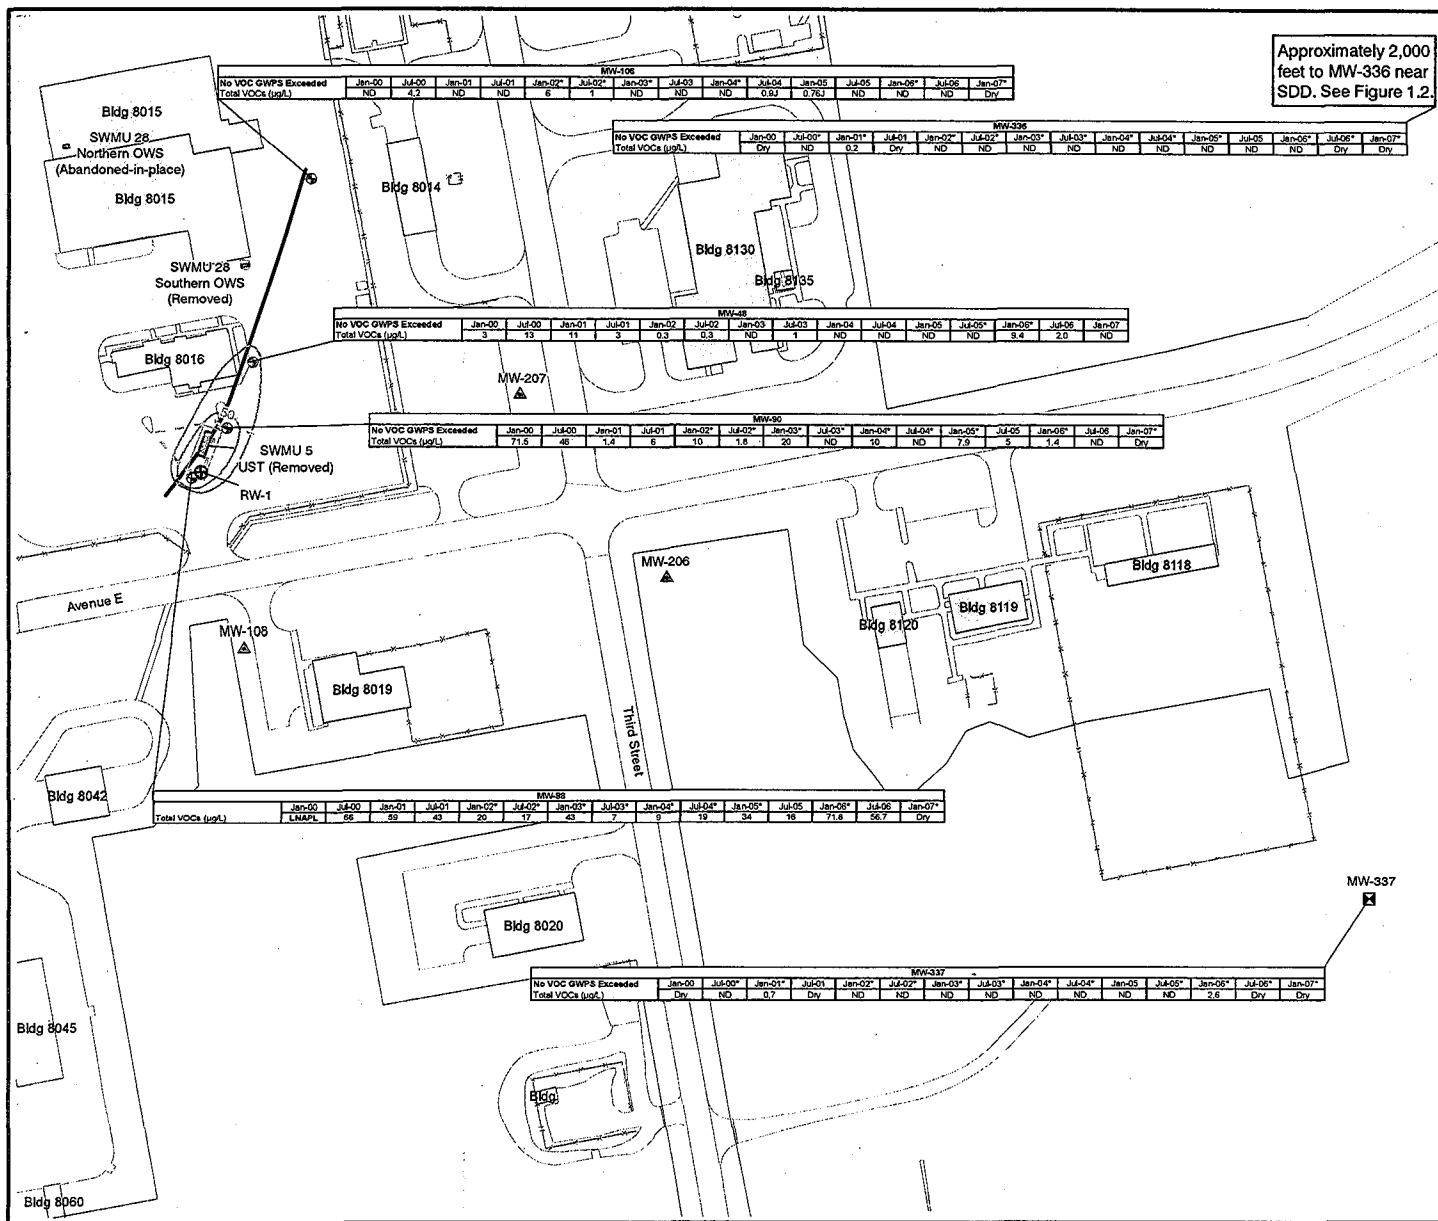 Approximately 2,000
feet to MW-336 near
SDD. See Figure 1.2.
MW-106
No VOC GWPS Exceeded Jan-00 Jul-00 Jan-01 Jul-01 Jan-02* Jul-02* Jan-03* Jul-03 Jan-04* Jul-04 Jan-05 Jul-05 Jan-06* Jul-06 Jan-07*
Total VOCs (µg/L) ND 4.2 ND ND 6 1 ND ND ND 0.9J 0.76J ND ND ND Dry
MW-336
No VOC GWPS Exceeded Jan-00 Jul-00* Jan-01* Jul-01 Jan-02* Jul-02* Jan-03* Jul-03* Jan-04* Jul-04* Jan-05* Jul-05 Jan-06* Jul-06* Jan-07*
Total VOCs (µg/L) Dry ND 0.2 Dry ND ND ND ND ND ND ND ND ND Dry Dry
Bldg 8015
SWMU 28
Northern OWS
(Abandoned-in-place)
Bldg 8015
Bldg 8014
Bldg 8130
Bldg 8135
SWMU 28
Southern OWS
(Removed)
MW-48
No VOC GWPS Exceeded Jan-00 Jul-00 Jan-01 Jul-01 Jan-02 Jul-02 Jan-03 Jul-03 Jan-04 Jul-04 Jan-05 Jul-05* Jan-06* Jul-06 Jan-07
Total VOCs (µg/L) 3 13 11 3 0.3 0.3 ND 1 ND ND ND ND 9.4 2.0 ND
Bldg 8016
MW-207
50
MW-90
No VOC GWPS Exceeded Jan-00 Jul-00 Jan-01 Jul-01 Jan-02* Jul-02* Jan-03* Jul-03* Jan-04* Jul-04* Jan-05* Jul-05 Jan-06* Jul-06 Jan-07*
Total VOCs (µg/L) 71.5 46 1.4 6 10 1.8 20 ND 10 ND 7.9 5 1.4 ND Dry
SWMU 5
UST (Removed)
RW-1
MW-206
Bldg 8118
Avenue E
Bldg 8119
Bldg 8120
MW-108
Bldg 8019
Third Street
Bldg 8042
MW-88
Jan-00 Jul-00 Jan-01 Jul-01 Jan-02* Jul-02* Jan-03* Jul-03* Jan-04* Jul-04* Jan-05* Jul-05 Jan-06* Jul-06 Jan-07*
Total VOCs (µg/L) LNAPL 66 59 43 20 17 43 7 9 19 34 16 71.8 56.7 Dry
MW-337
Bldg 8020
MW-337
No VOC GWPS Exceeded Jan-00 Jul-00* Jan-01* Jul-01 Jan-02* Jul-02* Jan-03* Jul-03* Jan-04* Jul-04* Jan-05 Jul-05* Jan-06* Jul-06* Jan-07*
Total VOCs (µg/L) Dry ND 0.7 Dry ND ND ND ND ND ND ND ND 2.6 Dry Dry
Bldg 8045
Bldg
Bldg 8060